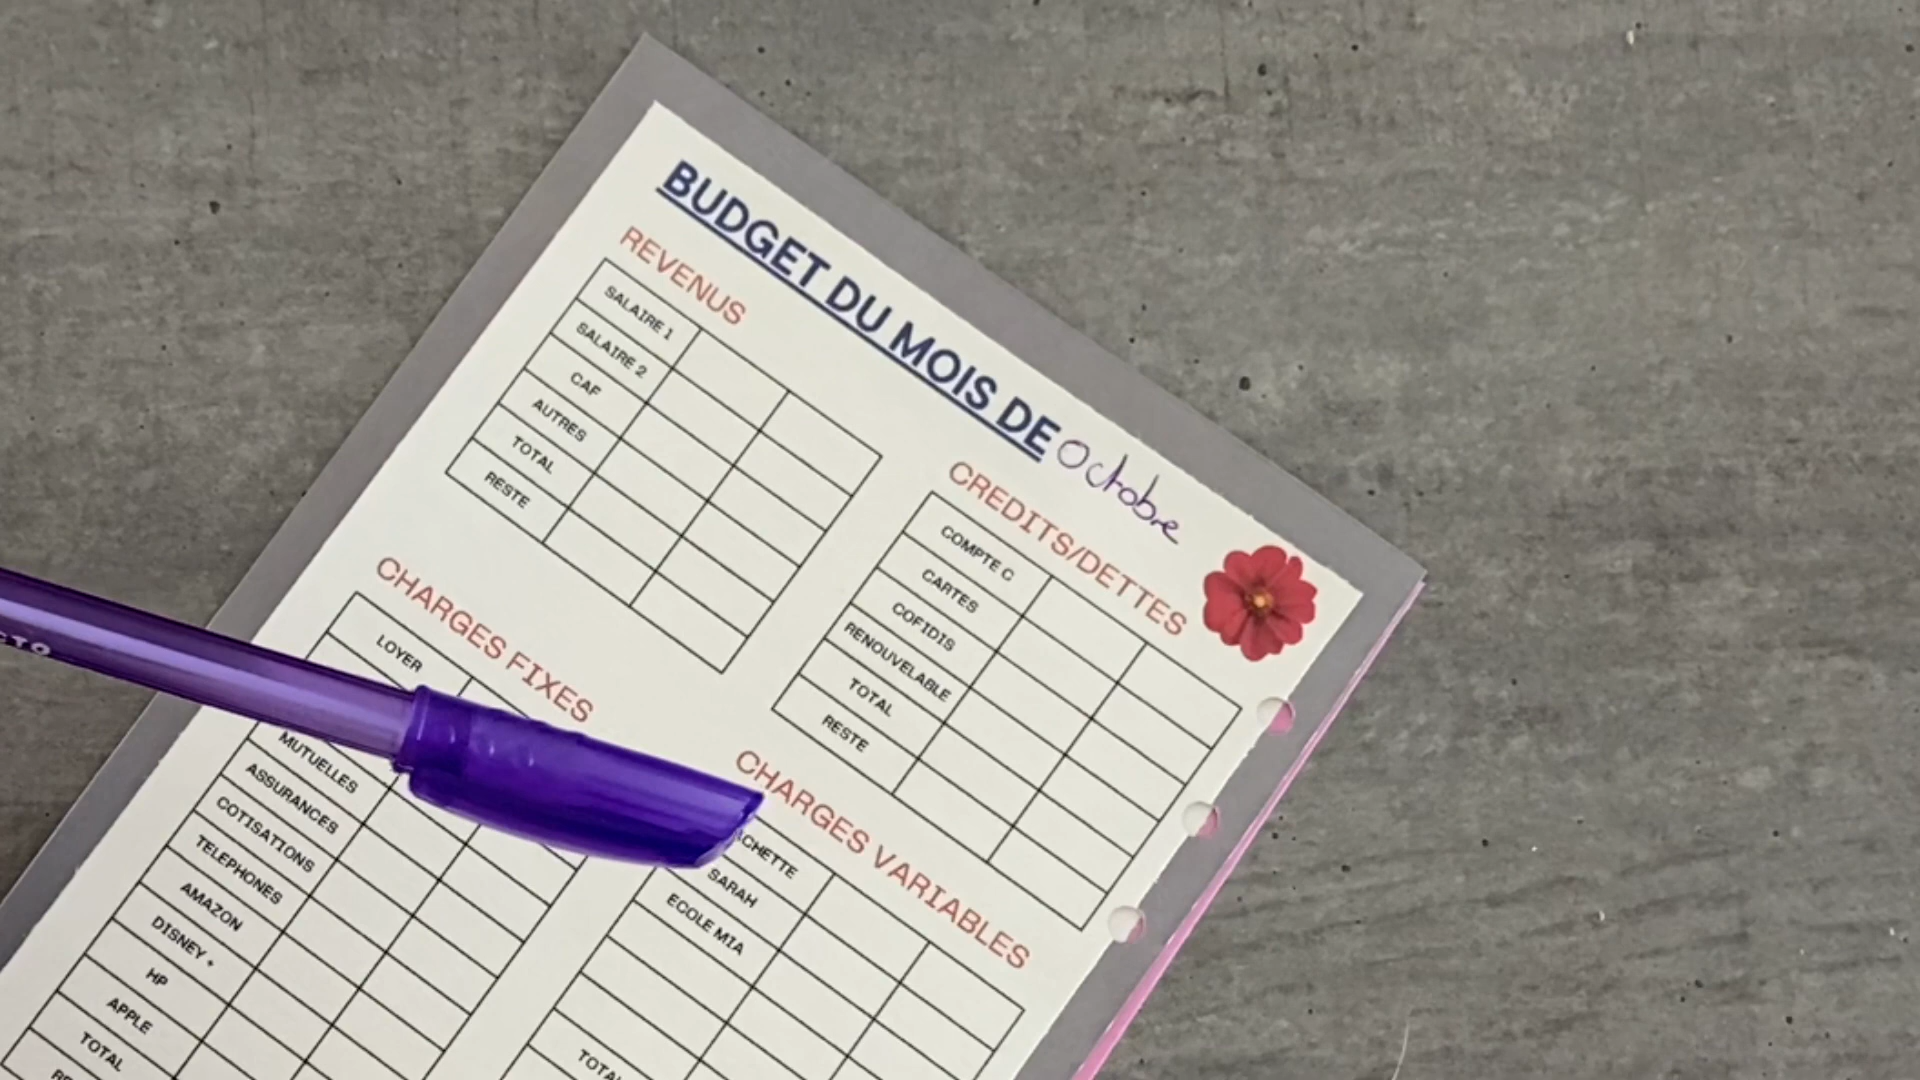 BUDGET DU MOIS DE Octobre
REVENUS
SALAIRE 1
SALAIRE 2
CAF
AUTRES
TOTAL
RESTE
CREDITS/DETTES
COMPTE C
CARTES
COFIDIS
RENOUVELABLE
TOTAL
RESTE
CHARGES FIXES
LOYER
MUTUELLES
ASSURANCES
COTISATIONS
TELEPHONES
AMAZON
DISNEY +
HP
APPLE
TOTAL
CHARGES VARIABLES
SARAH
ECOLE MIA